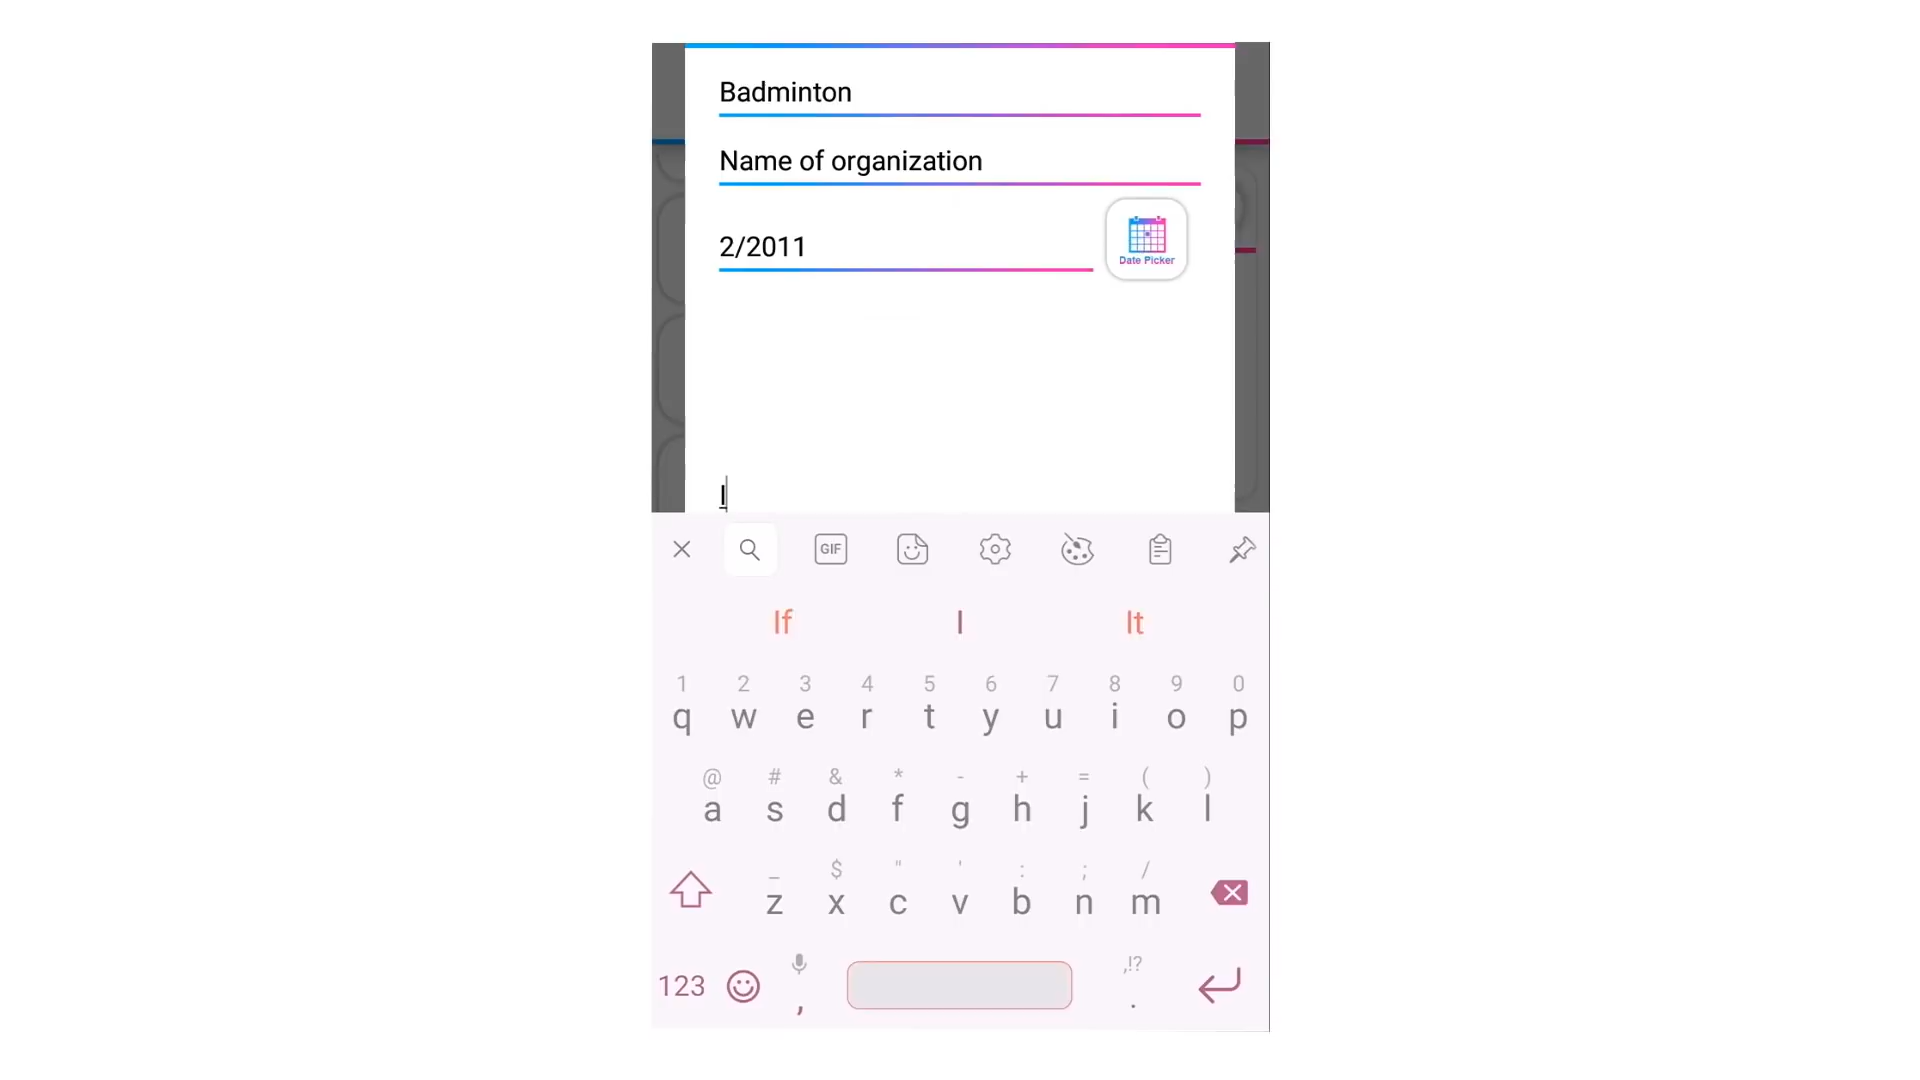 Badminton
Name of organization
2/2011
Date Picker
I
GIF
If I It
1 2 3 4 5 6 7 8 9 0
q w e r t y u i o p
@ # & * - + = ( )
a s d f g h j k l
_ $ " ' : ; /
z x c v b n m
,!?
123 , .